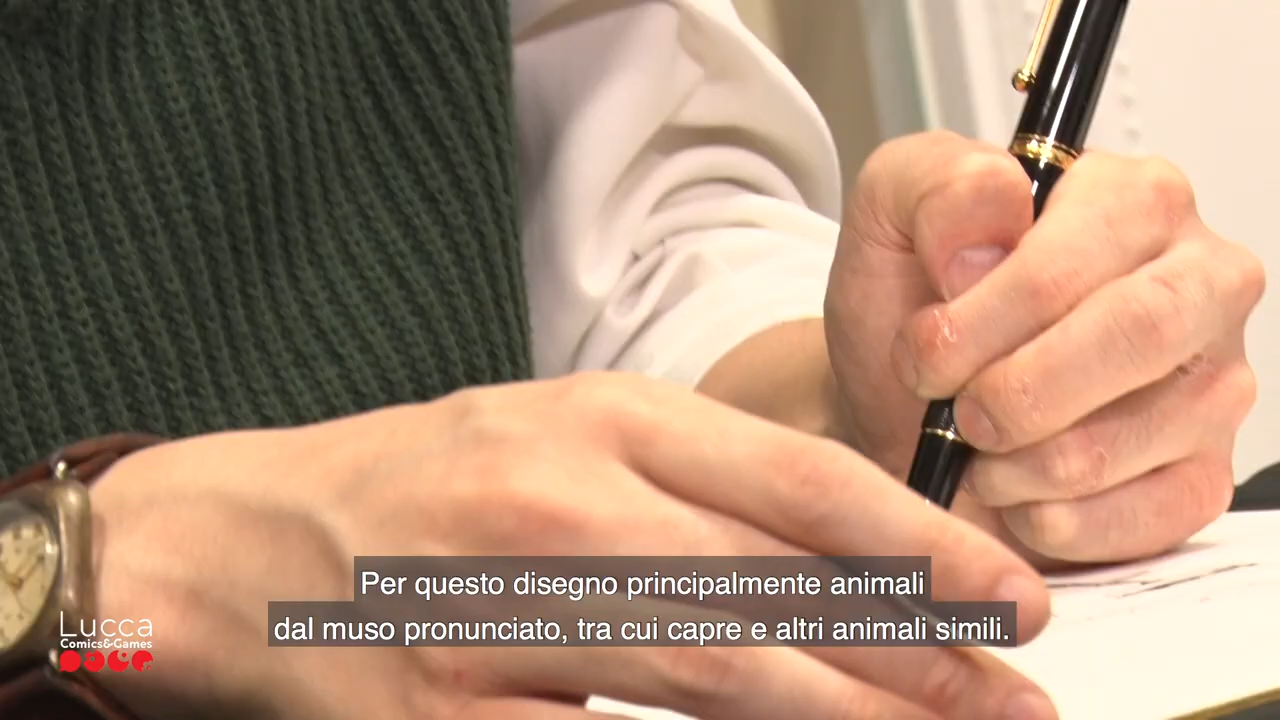 Per questo disegno principalmente animali
dal muso pronunciato, tra cui capre e altri animali simili.
Lucca
Comics&Games